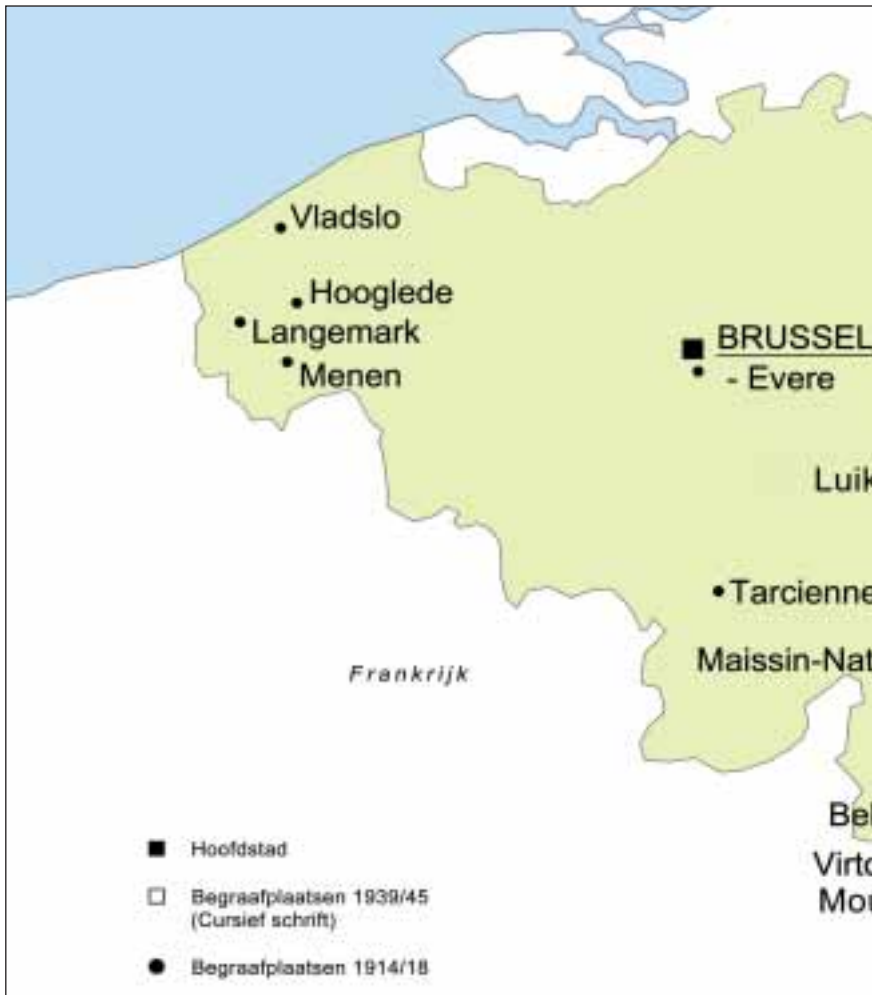 Vladslo
Hooglede
Langemark
Menen
BRUSSEL
- Evere
Luik
Tarcienne
Maissin-Nat
Frankrijk
Bel
Virto
Mou
Hoofdstad
Begraafplaatsen 1939/45
(Cursief schrift)
Begraafplaatsen 1914/18